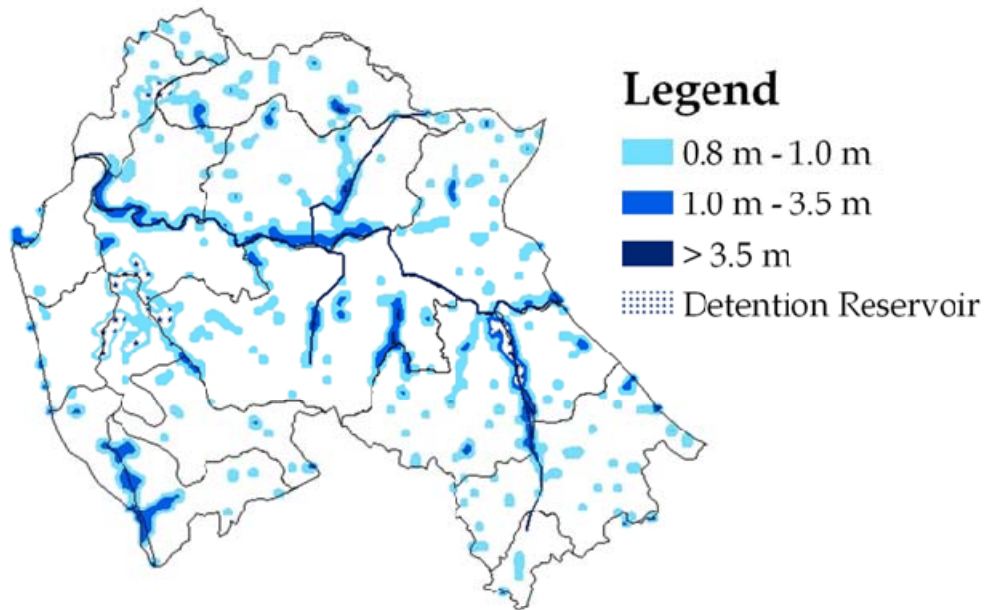 Legend
0.8 m - 1.0 m
1.0 m - 3.5 m
> 3.5 m
Detention Reservoir